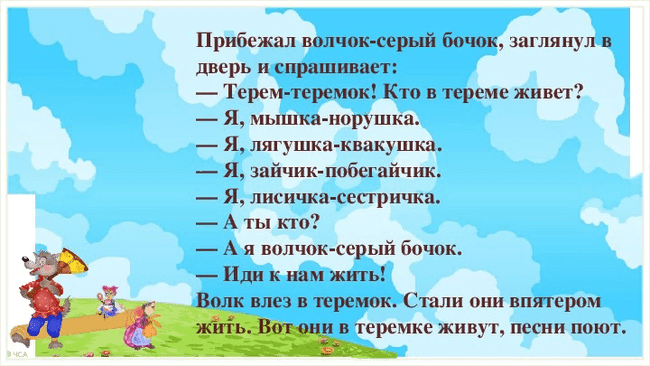 Прибежал волчок-серый бочок, заглянул в
дверь и спрашивает:
— Терем-теремок! Кто в тереме живет?
— Я, мышка-норушка.
— Я, лягушка-квакушка.
— Я, зайчик-побегайчик.
— Я, лисичка-сестричка.
— А ты кто?
— А я волчок-серый бочок.
— Иди к нам жить!
Волк влез в теремок. Стали они впятером
жить. Вот они в теремке живут, песни поют.
ЧСА